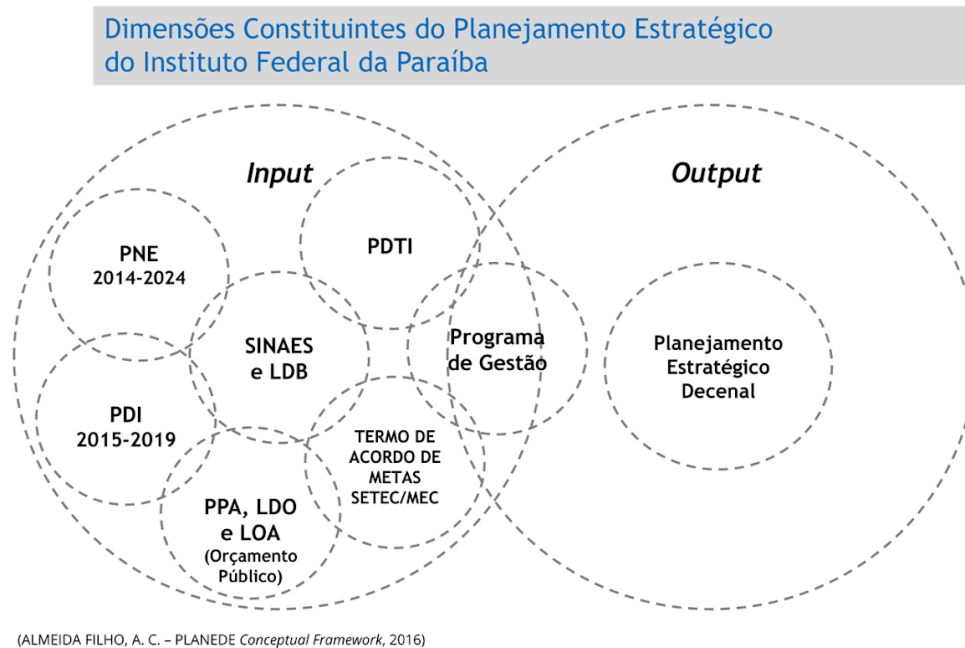 Dimensões Constituintes do Planejamento Estratégico
do Instituto Federal da Paraíba
Input
Output
PNE
2014-2024
PDTI
SINAES
e LDB
Programa
de Gestão
Planejamento
Estratégico
Decenal
PDI
2015-2019
TERMO DE
ACORDO DE
METAS
SETEC/MEC
PPA, LDO
e LOA
(Orçamento
Público)
(ALMEIDA FILHO, A. C. – PLANEDE Conceptual Framework, 2016)